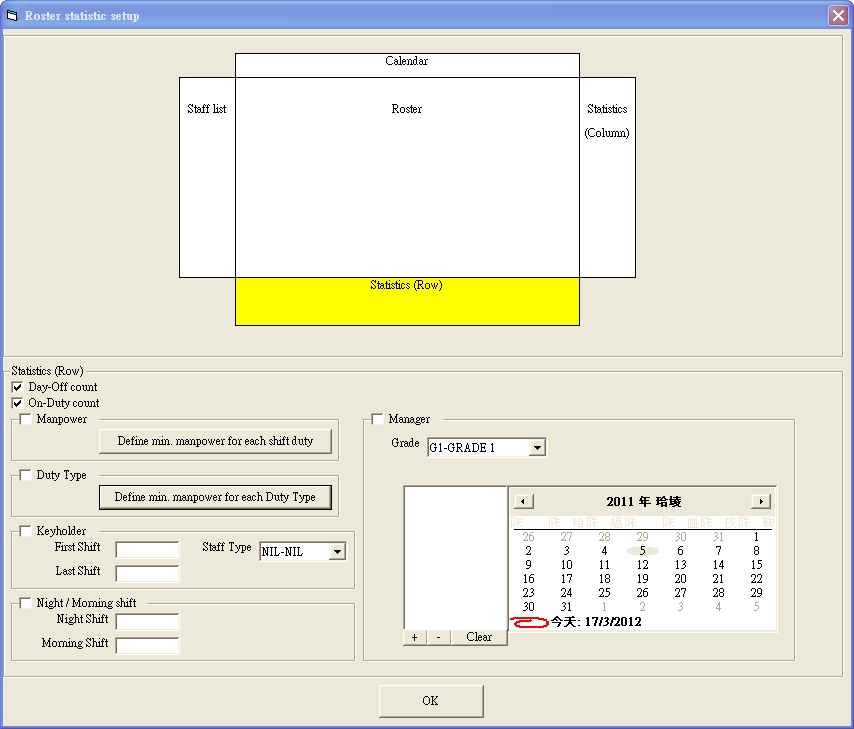 Roster statistic setup
Calendar
Staff list
Roster
Statistics
(Column)
Statistics (Row)
Statistics (Row)
Day-Off count
On-Duty count
Manpower
Define min. manpower for each shift duty
Duty Type
Define min. manpower for each Duty Type
Keyholder
First Shift
Staff Type
NIL-NIL
Last Shift
Night / Morning shift
Night Shift
Morning Shift
Manager
Grade
G1-GRADE 1
2011 年
26 27 28 29 30 31 1
2 3 4 5 6 7 8
9 10 11 12 13 14 15
16 17 18 19 20 21 22
23 24 25 26 27 28 29
30 31 1 2 3 4 5
今天: 17/3/2012
+ - Clear
OK